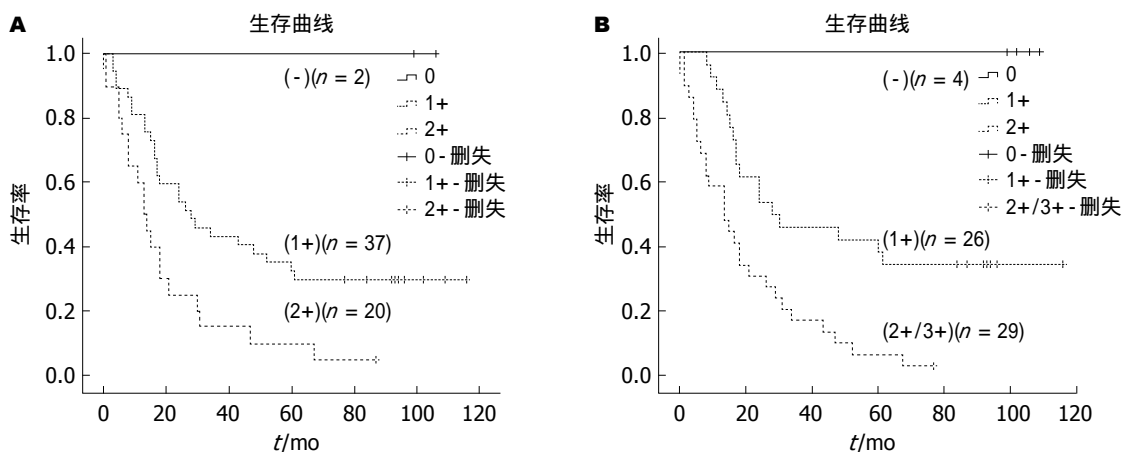 A
生存曲线
1.0
0.8
0.6
0.4
0.2
0.0
生存率
(-)(n = 2)
(1+)(n = 37)
(2+)(n = 20)
0
1+
2+
0-删失
1+-删失
2+-删失
0 20 40 60 80 100 120
t/mo
B
生存曲线
1.0
0.8
0.6
0.4
0.2
0.0
生存率
(-)(n = 4)
(1+)(n = 26)
(2+/3+)(n = 29)
0
1+
2+
0-删失
1+-删失
2+/3+-删失
0 20 40 60 80 100 120
t/mo